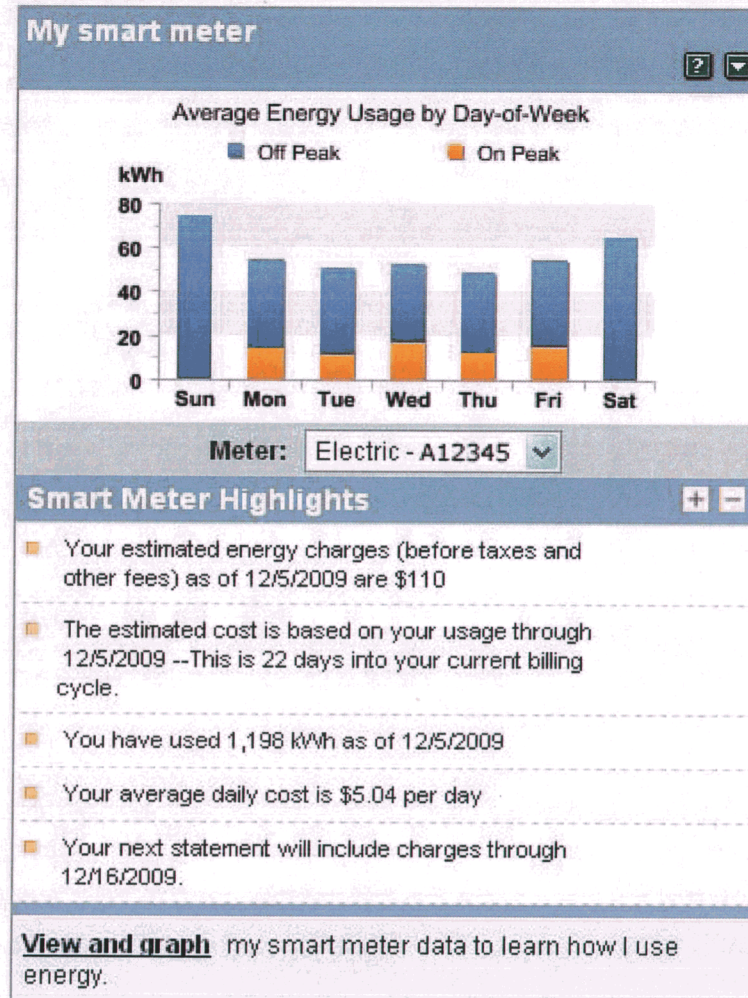 My smart meter
?
Average Energy Usage by Day-of-Week
Off Peak On Peak
kWh
80
60
40
20
0
Sun Mon Tue Wed Thu Fri Sat
Meter: Electric - A12345
Smart Meter Highlights + −
Your estimated energy charges (before taxes and
other fees) as of 12/5/2009 are $110
The estimated cost is based on your usage through
12/5/2009 --This is 22 days into your current billing
cycle.
You have used 1,198 kWh as of 12/5/2009
Your average daily cost is $5.04 per day
Your next statement will include charges through
12/16/2009.
View and graph my smart meter data to learn how I use
energy.